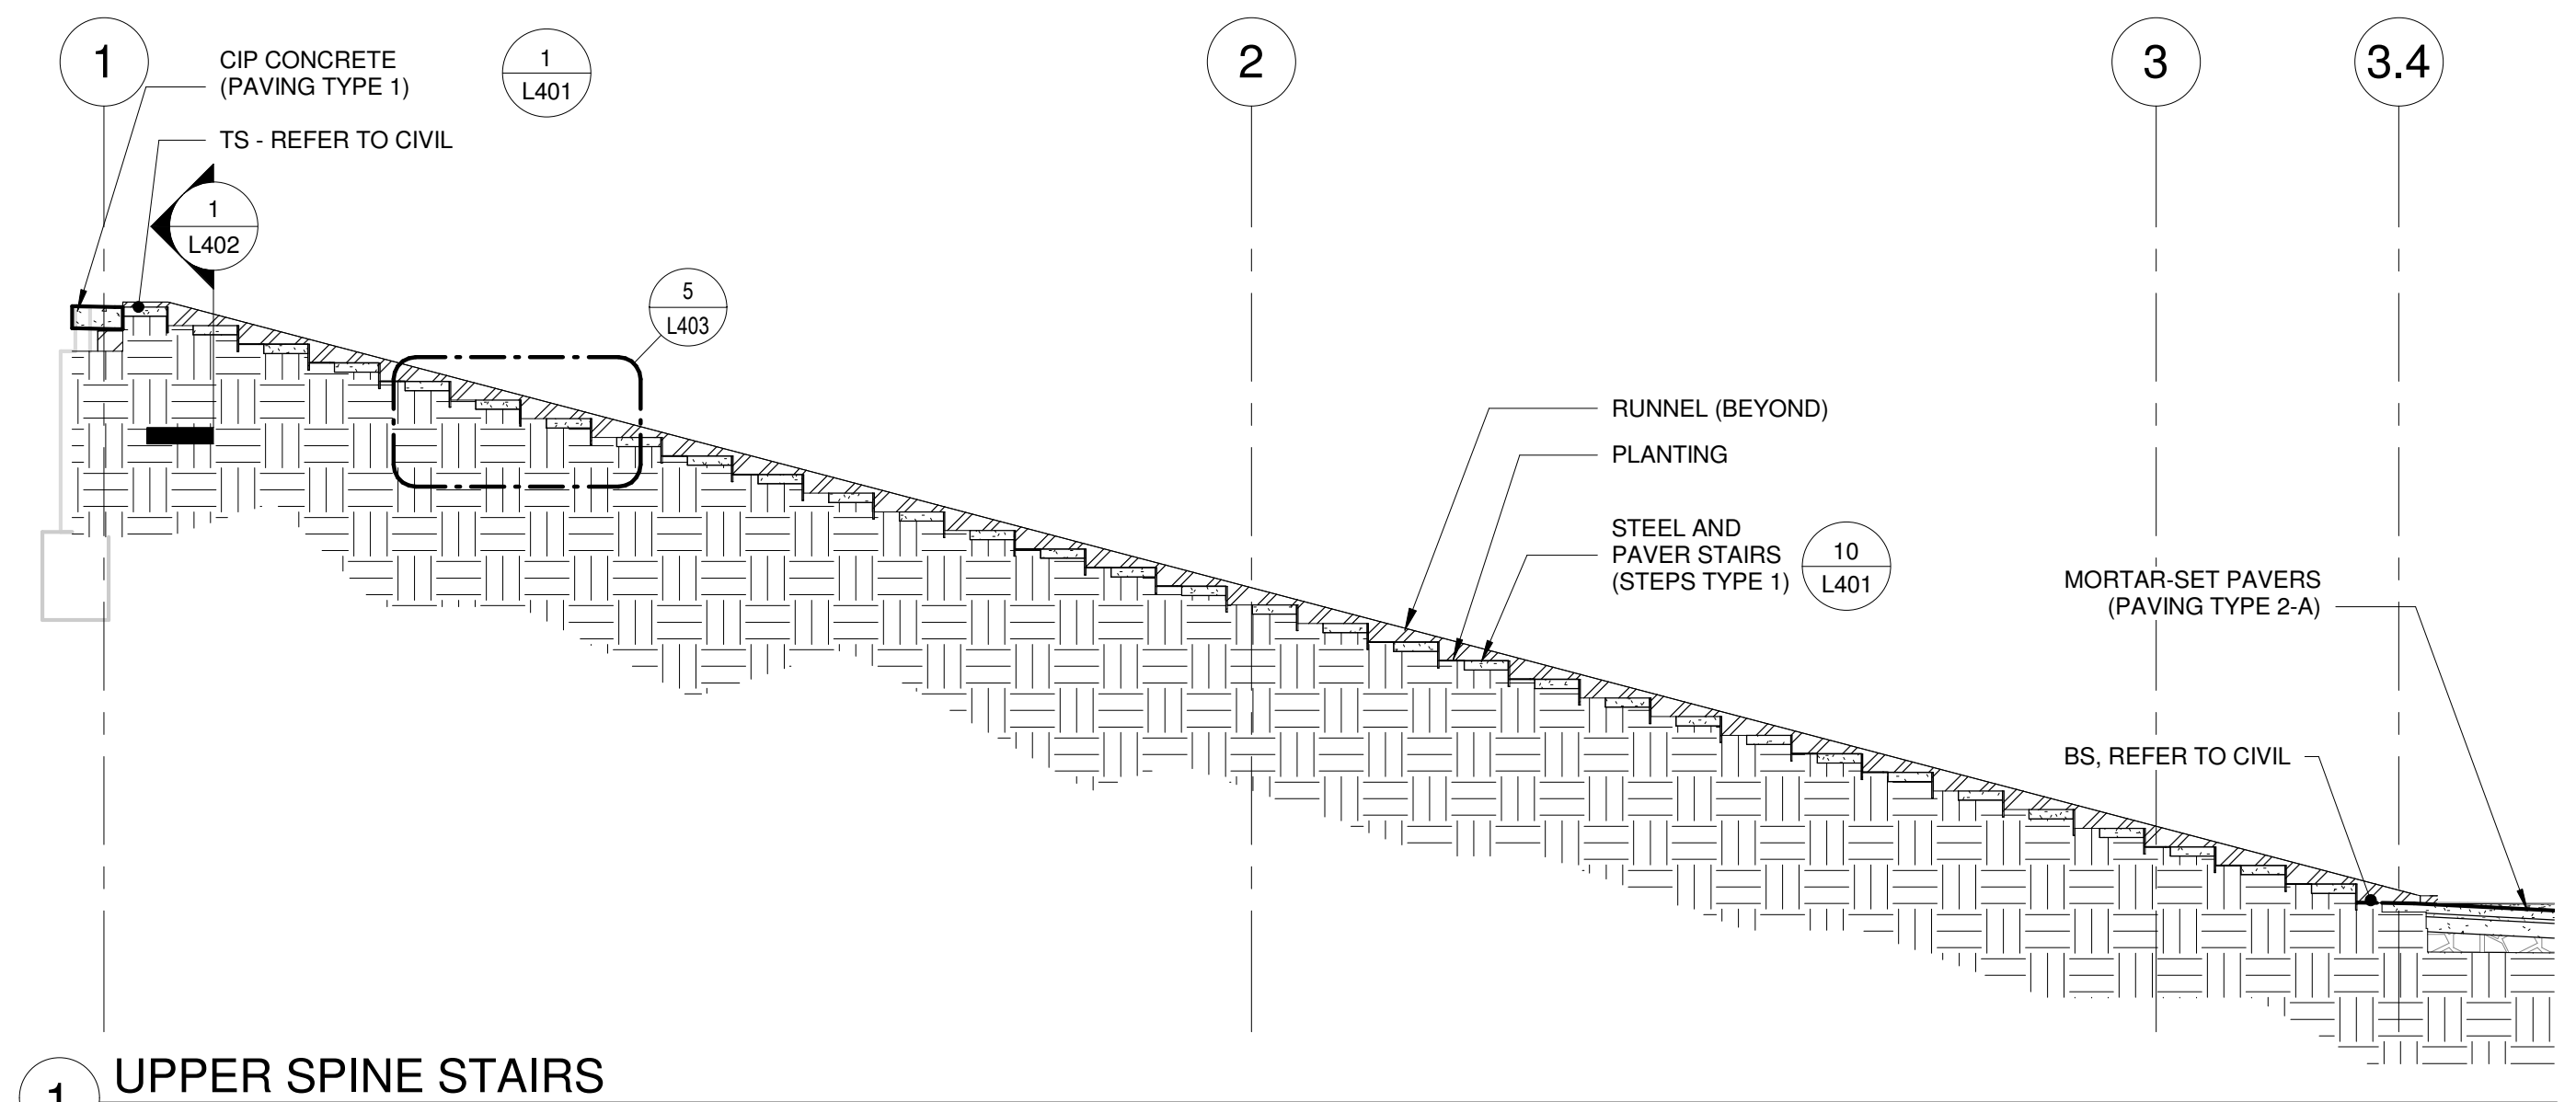 1
2
3
3.4
CIP CONCRETE
(PAVING TYPE 1)
1
L401
TS - REFER TO CIVIL
1
L402
5
L403
RUNNEL (BEYOND)
PLANTING
STEEL AND
PAVER STAIRS
(STEPS TYPE 1)
10
L401
MORTAR-SET PAVERS
(PAVING TYPE 2-A)
BS, REFER TO CIVIL
1
UPPER SPINE STAIRS